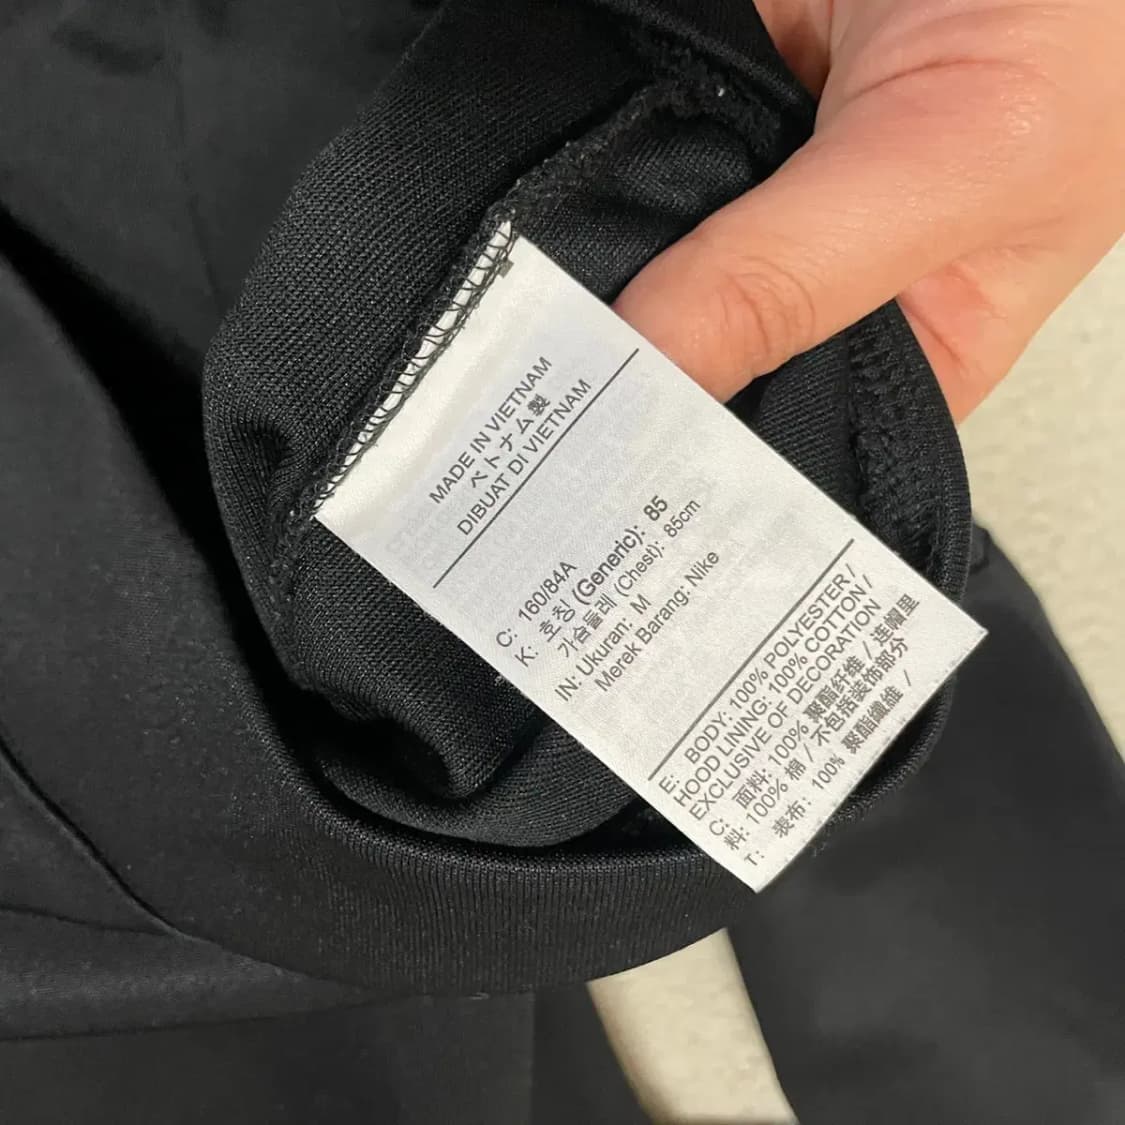 MADE IN VIETNAM
ベトナム製
DIBUAT DI VIETNAM
C: 160/84A
K: 호칭 (Generic): 85
가슴둘레 (Chest): 85cm
IN: Ukuran: M
Merek Barang: Nike
E: BODY: 100% POLYESTER /
HOOD LINING: 100% COTTON /
EXCLUSIVE OF DECORATION
C: 面料: 100% 聚酯纤维 / 连帽里
料: 100% 棉 / 不包括装饰部分
T: 表布: 100% 聚酯纖維 /